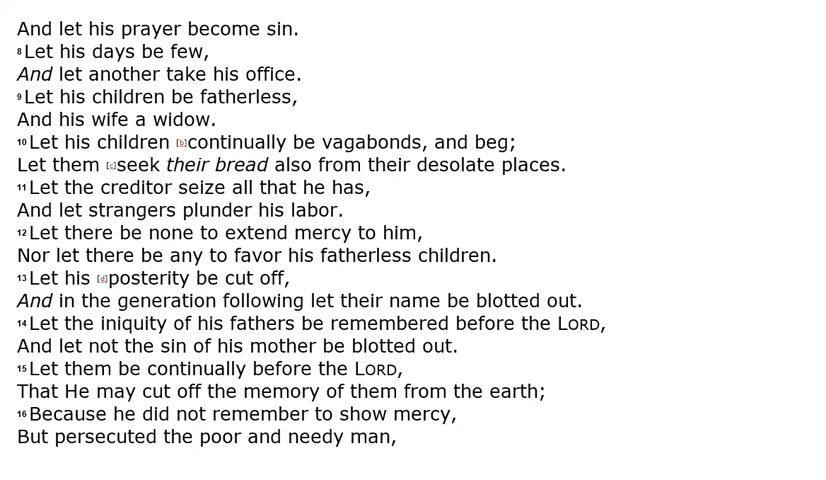 And let his prayer become sin.
8 Let his days be few,
And let another take his office.
9 Let his children be fatherless,
And his wife a widow.
10 Let his children [b]continually be vagabonds, and beg;
Let them [c]seek their bread also from their desolate places.
11 Let the creditor seize all that he has,
And let strangers plunder his labor.
12 Let there be none to extend mercy to him,
Nor let there be any to favor his fatherless children.
13 Let his [d]posterity be cut off,
And in the generation following let their name be blotted out.
14 Let the iniquity of his fathers be remembered before the LORD,
And let not the sin of his mother be blotted out.
15 Let them be continually before the LORD,
That He may cut off the memory of them from the earth;
16 Because he did not remember to show mercy,
But persecuted the poor and needy man,